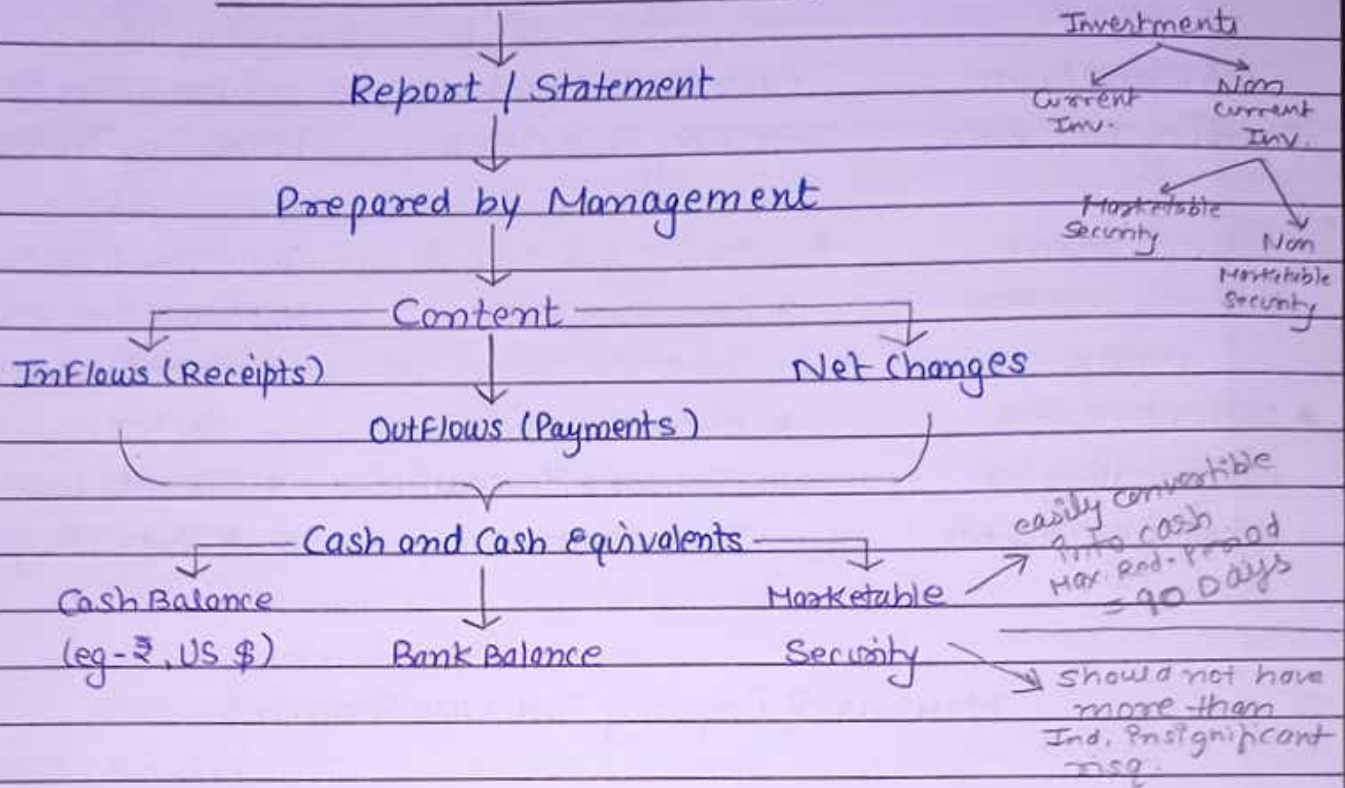 Investments
Report / Statement
Current
Inv.
Non
Current
Inv.
Prepared by Management
Marketable
Security
Non
Marketable
Security
Content
InFlows (Receipts)
Net Changes
OutFlows (Payments)
Cash and Cash equivalents
easily convertible
into cash
Max. Red. Period
= 90 Days
Cash Balance
(eg-₹, US $)
Bank Balance
Marketable
Security
should not have
more than
insignificant